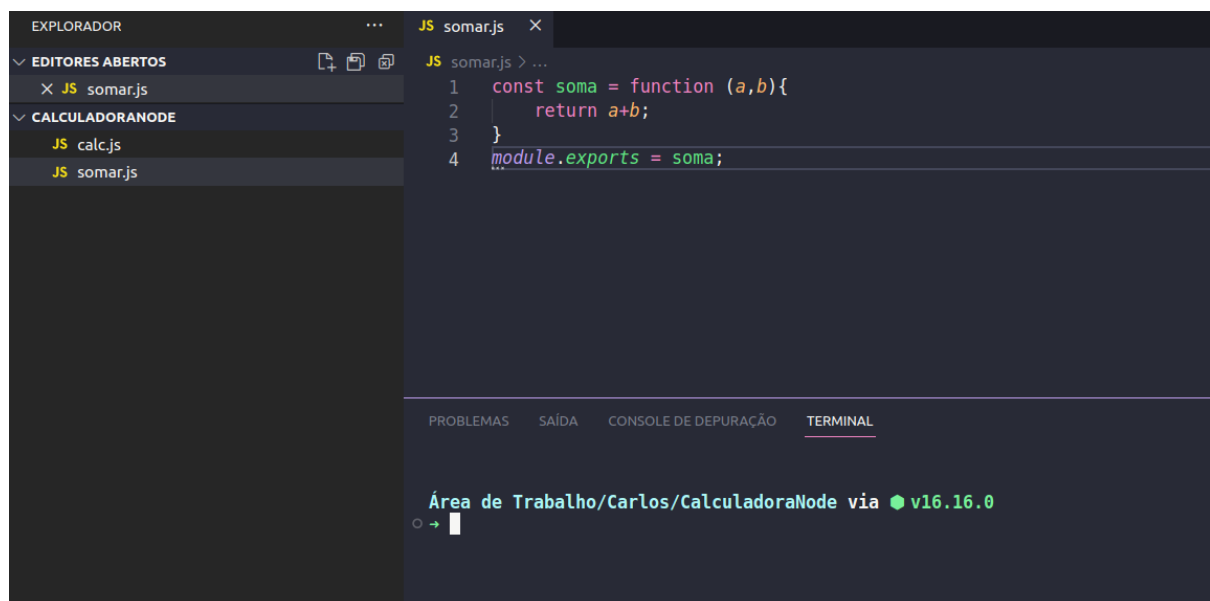 EXPLORADOR ...
EDITORES ABERTOS
JS somar.js
CALCULADORANODE
JS calc.js
JS somar.js
JS somar.js
JS somar.js > ...
1 const soma = function (a,b){
2 return a+b;
3 }
4 module.exports = soma;
PROBLEMAS SAÍDA CONSOLE DE DEPURAÇÃO TERMINAL
Área de Trabalho/Carlos/CalculadoraNode via ⬢ v16.16.0
→